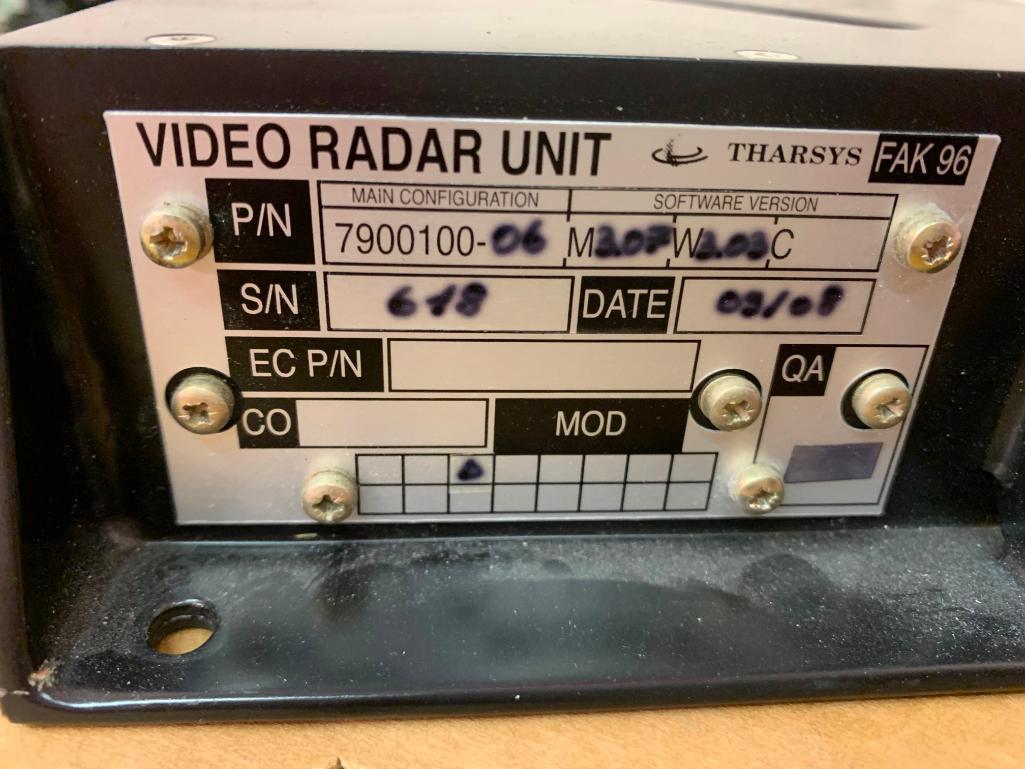 VIDEO RADAR UNIT THARSYS FAK 96
P/N MAIN CONFIGURATION SOFTWARE VERSION
7900100-06 M3.07 W3.03 C
S/N 618 DATE 03/08
EC P/N QA
CO MOD